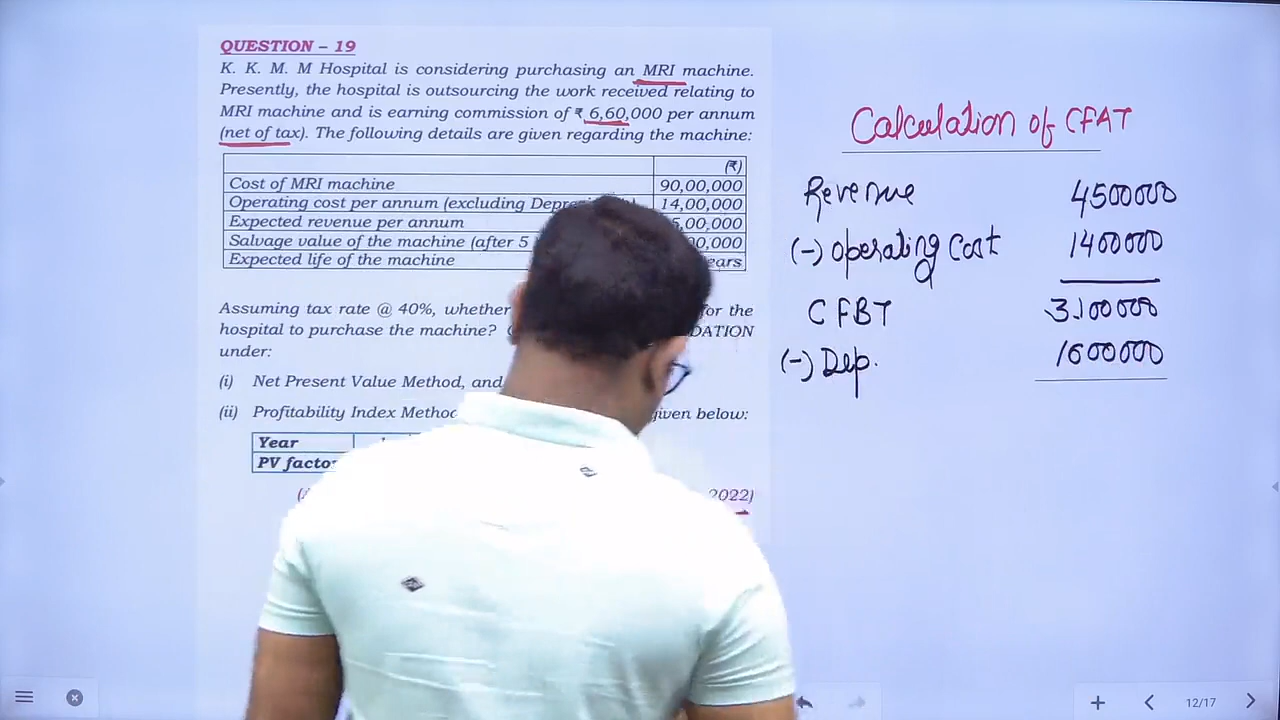 QUESTION – 19
K. K. M. M Hospital is considering purchasing an MRI machine.
Presently, the hospital is outsourcing the work received relating to
MRI machine and is earning commission of ₹ 6,60,000 per annum
(net of tax). The following details are given regarding the machine:
(₹)
Cost of MRI machine 90,00,000
Operating cost per annum (excluding 14,00,000
Expected revenue per annum 5,00,000
Salvage value of the machine (after 5 00,000
Expected life of the machine ears
Assuming tax rate @ 40%, whether for the
hospital to purchase the machine? DATION
under:
(i) Net Present Value Method, and
(ii) Profitability Index given below:
Year
PV
2022)
Calculation of CFAT
Revenue 4500000
(-) Operating Cost 1400000
CFBT 3100000
(-) Dep. 1600000
12/17